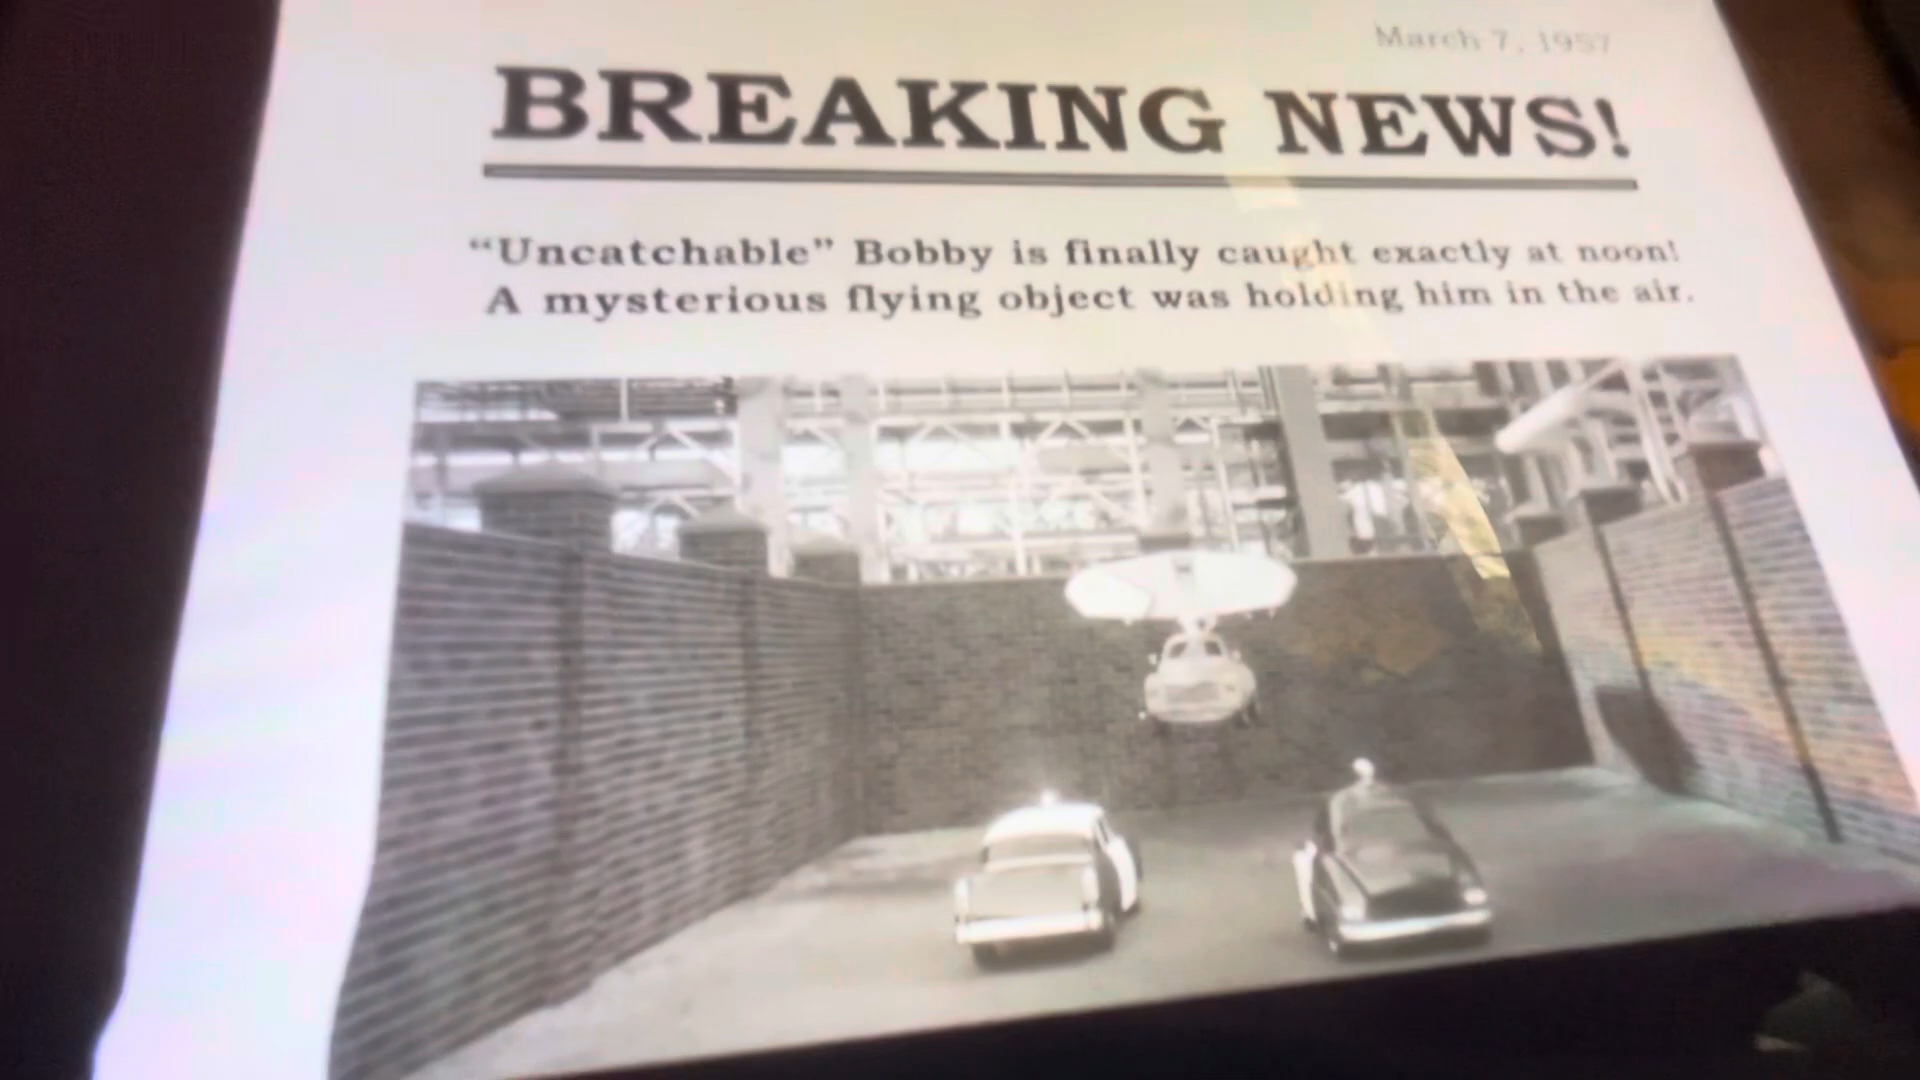 March 7, 1957
BREAKING NEWS!
“Uncatchable” Bobby is finally caught exactly at noon!
A mysterious flying object was holding him in the air.